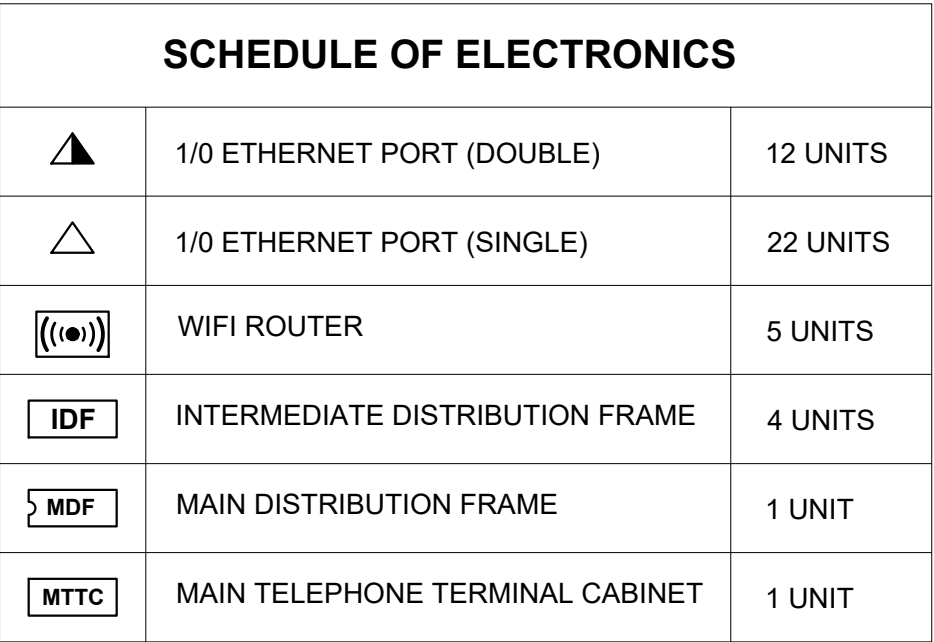 SCHEDULE OF ELECTRONICS
1/0 ETHERNET PORT (DOUBLE) 12 UNITS
1/0 ETHERNET PORT (SINGLE) 22 UNITS
WIFI ROUTER 5 UNITS
IDF INTERMEDIATE DISTRIBUTION FRAME 4 UNITS
MDF MAIN DISTRIBUTION FRAME 1 UNIT
MTTC MAIN TELEPHONE TERMINAL CABINET 1 UNIT